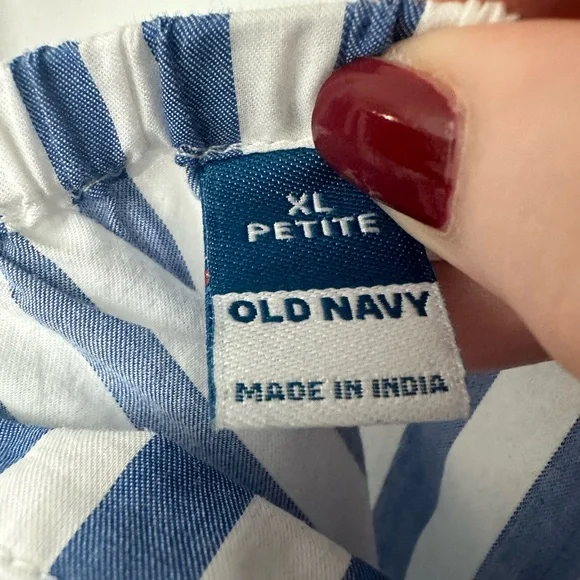 XL
PETITE
OLD NAVY
MADE IN INDIA